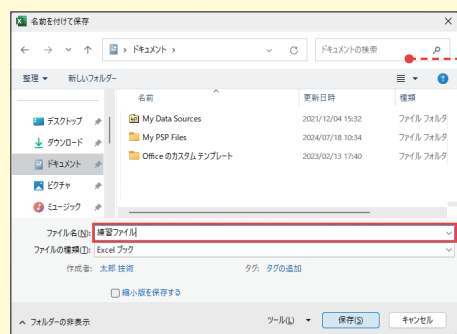 名前を付けて保存
ドキュメント
ドキュメントの検索
整理 新しいフォルダー
名前 更新日時 種類
デスクトップ
ダウンロード
ドキュメント
ピクチャ
ミュージック
My Data Sources 2021/12/04 15:32 ファイル フォルダ
My PSP Files 2024/07/18 10:34 ファイル フォルダ
Office のカスタム テンプレート 2023/02/13 17:40 ファイル フォルダ
ファイル名(N): 練習ファイル
ファイルの種類(T): Excel ブック
作成者: 太郎 技術 タグ: タグの追加
縮小版を保存する
フォルダーの非表示 ツール(L) 保存(S) キャンセル